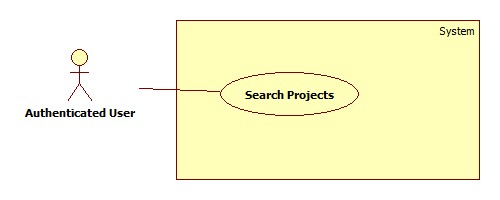 System
Search Projects
Authenticated User